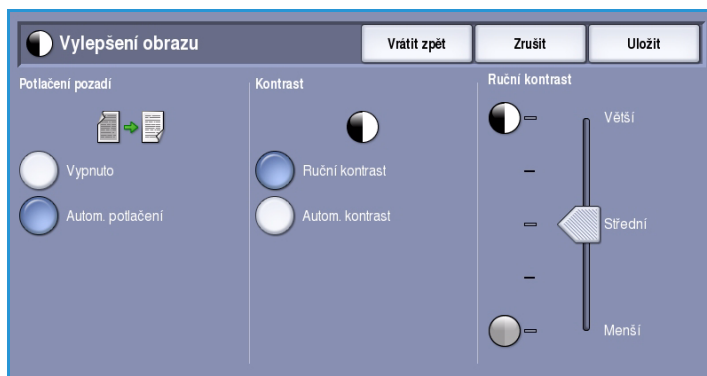 Vylepšení obrazu
Vrátit zpět
Zrušit
Uložit
Potlačení pozadí
Vypnuto
Autom. potlačení
Kontrast
Ruční kontrast
Autom. kontrast
Ruční kontrast
Větší
Střední
Menší